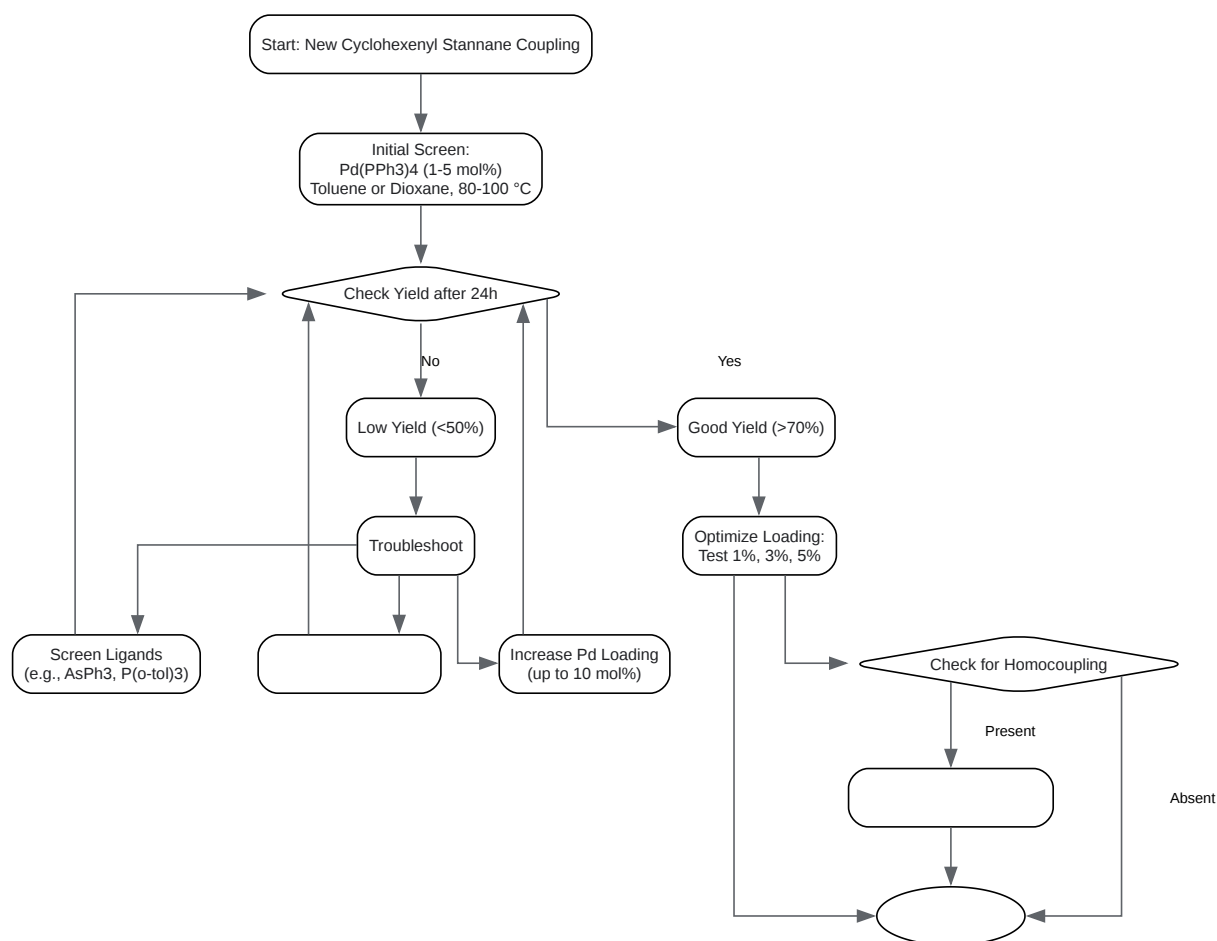 Start: New Cyclohexenyl Stannane Coupling
Initial Screen:
Pd(PPh3)4 (1-5 mol%)
Toluene or Dioxane, 80-100 °C
Check Yield after 24h
No
Yes
Low Yield (<50%)
Good Yield (>70%)
Troubleshoot
Optimize Loading:
Test 1%, 3%, 5%
Screen Ligands
(e.g., AsPh3, P(o-tol)3)
Increase Pd Loading
(up to 10 mol%)
Check for Homocoupling
Present
Absent